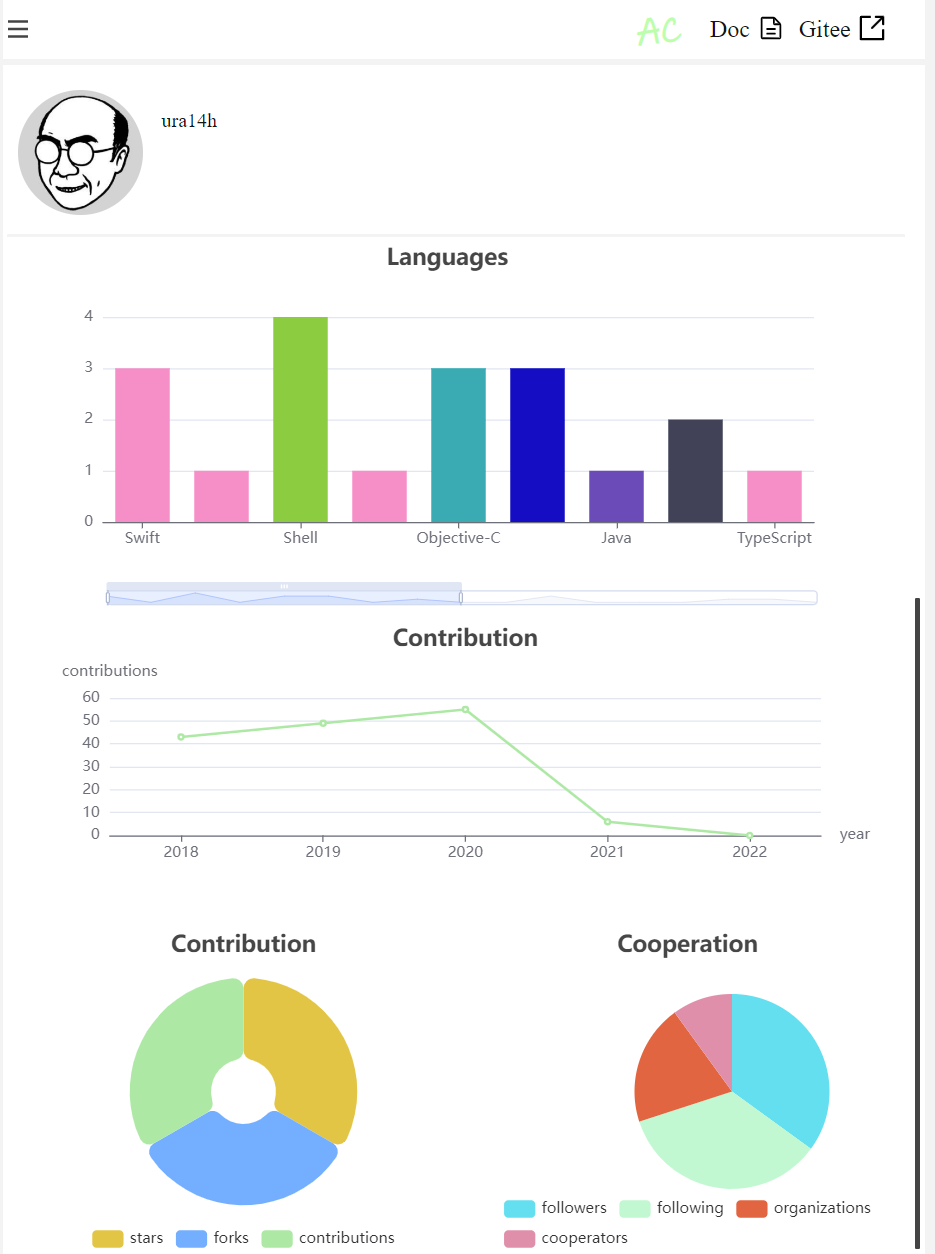 AC Doc Gitee
ura14h
Languages
4
3
2
1
0
Swift Shell Objective-C Java TypeScript
Contribution
contributions
60
50
40
30
20
10
0
year
2018 2019 2020 2021 2022
Contribution Cooperation
followers following organizations
stars forks contributions cooperators